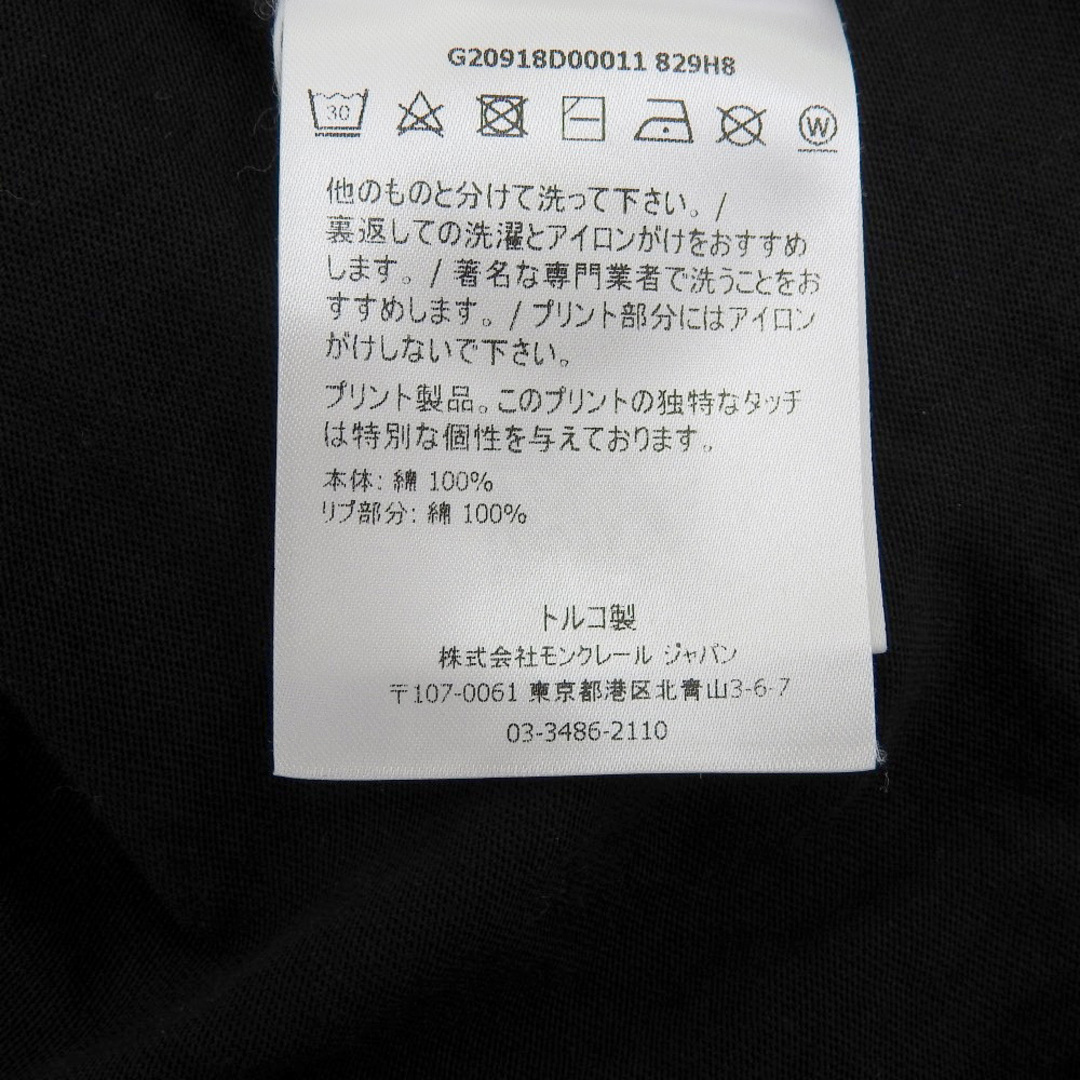 G20918D00011 829H8
30
W
他のものと分けて洗って下さい。/
裏返しての洗濯とアイロンがけをおすすめ
します。/ 著名な専門業者で洗うことをお
すすめします。/ プリント部分にはアイロン
がけしないで下さい。
プリント製品。このプリントの独特なタッチ
は特別な個性を与えております。
本体: 綿 100%
リブ部分: 綿 100%
トルコ製
株式会社モンクレール ジャパン
〒107-0061 東京都港区北青山3-6-7
03-3486-2110